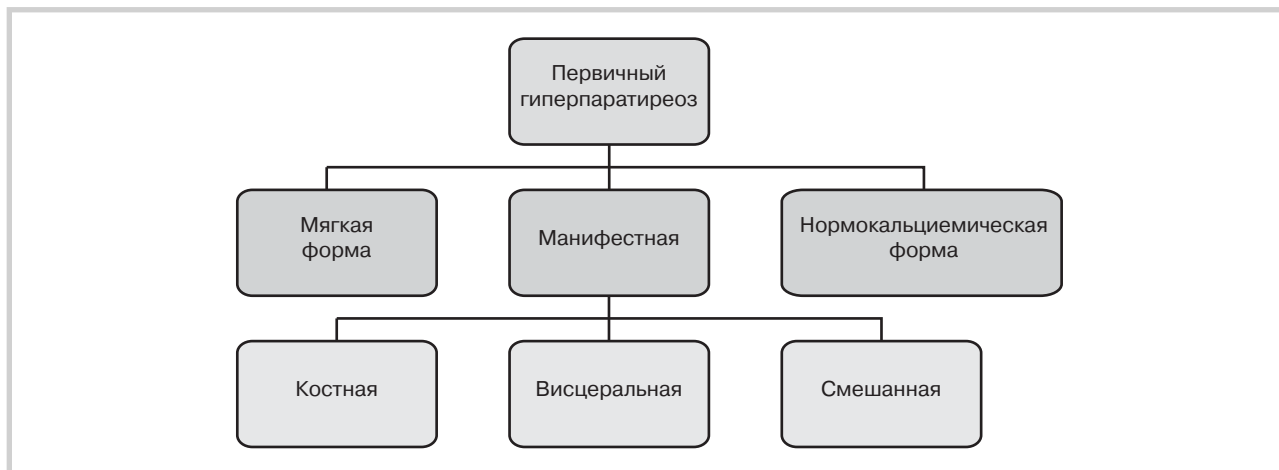 Первичный
гиперпаратиреоз
Мягкая
форма
Манифестная
Нормокальциемическая
форма
Костная
Висцеральная
Смешанная